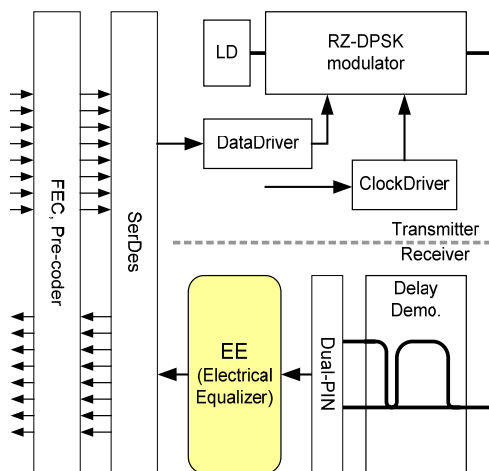 LD
RZ-DPSK
modulator
DataDriver
ClockDriver
FEC, Pre-coder
SerDes
Transmitter
Receiver
EE
(Electrical
Equalizer)
Dual-PIN
Delay
Demo.